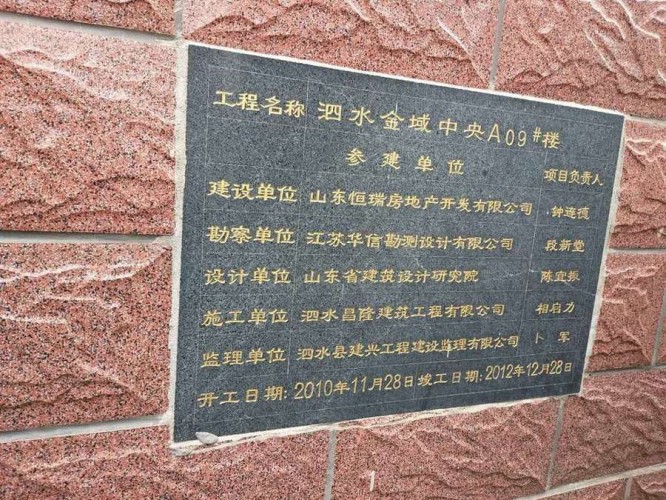 工程名称 泗水金域中央A09#楼
参建单位 项目负责人
建设单位 山东恒瑞房地产开发有限公司 钟连德
勘察单位 江苏华信勘测设计有限公司 段新堂
设计单位 山东省建筑设计研究院 陈宜振
施工单位 泗水昌隆建筑工程有限公司 相启力
监理单位 泗水县建兴工程建设监理有限公司 卜军
开工日期:2010年11月28日竣工日期:2012年12月28日